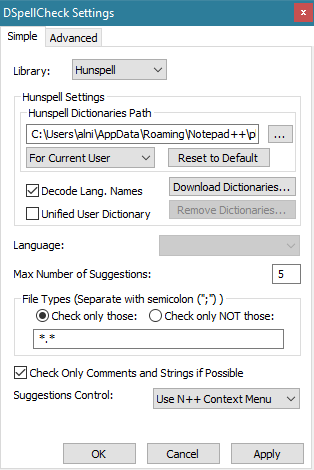 DSpellCheck Settings
Simple Advanced
Library: Hunspell
Hunspell Settings
Hunspell Dictionaries Path
C:\Users\alni\AppData\Roaming\Notepad++\p ...
For Current User Reset to Default
Decode Lang. Names Download Dictionaries...
Unified User Dictionary Remove Dictionaries...
Language:
Max Number of Suggestions: 5
File Types (Separate with semicolon (";") )
Check only those: Check only NOT those:
*.*
Check Only Comments and Strings if Possible
Suggestions Control: Use N++ Context Menu
OK Cancel Apply